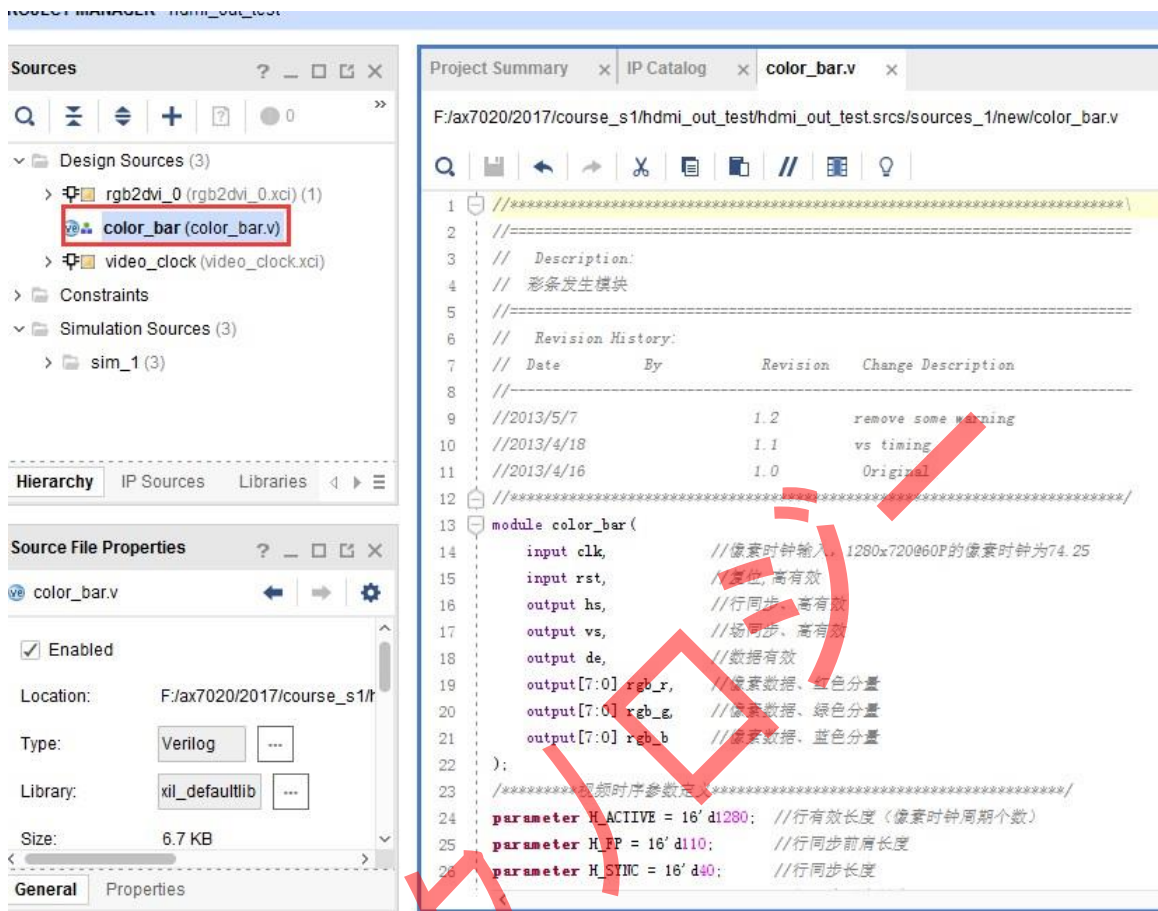 PROJECT MANAGER - hdmi_out_test
Sources
0
Design Sources (3)
rgb2dvi_0 (rgb2dvi_0.xci) (1)
color_bar (color_bar.v)
video_clock (video_clock.xci)
Constraints
Simulation Sources (3)
sim_1 (3)
Hierarchy IP Sources Libraries
Source File Properties
color_bar.v
Enabled
Location: F:/ax7020/2017/course_s1/h
Type: Verilog
Library: xil_defaultlib
Size: 6.7 KB
General Properties
Project Summary IP Catalog color_bar.v
F:/ax7020/2017/course_s1/hdmi_out_test/hdmi_out_test.srcs/sources_1/new/color_bar.v
1 //****************************************************************************\
2 //============================================================================
3 // Description:
4 // 彩条发生模块
5 //============================================================================
6 // Revision History:
7 // Date By Revision Change Description
8 //----------------------------------------------------------------------------
9 //2013/5/7 1.2 remove some warning
10 //2013/4/18 1.1 vs timing
11 //2013/4/16 1.0 Original
12 //****************************************************************************/
13 module color_bar(
14 input clk, //像素时钟输入，1280x720@60P的像素时钟为74.25
15 input rst, //复位,高有效
16 output hs, //行同步、高有效
17 output vs, //场同步、高有效
18 output de, //数据有效
19 output[7:0] rgb_r, //像素数据、红色分量
20 output[7:0] rgb_g, //像素数据、绿色分量
21 output[7:0] rgb_b //像素数据、蓝色分量
22 );
23 /*********视频时序参数定义*******************************************/
24 parameter H_ACTIVE = 16'd1280; //行有效长度（像素时钟周期个数）
25 parameter H_FP = 16'd110; //行同步前肩长度
26 parameter H_SYNC = 16'd40; //行同步长度